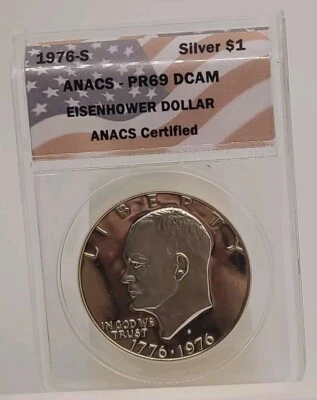 1976-S Silver $1
ANACS - PR69 DCAM
EISENHOWER DOLLAR
ANACS Certified
LIBERTY
IN GOD WE
TRUST
1776·1976
S